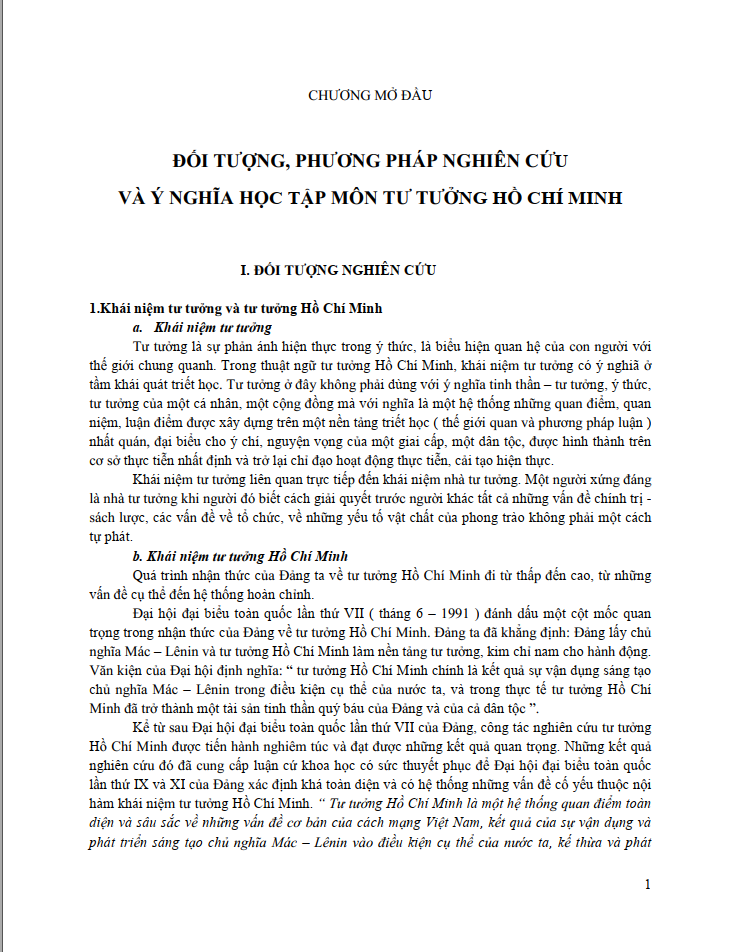 CHƯƠNG MỞ ĐẦU
ĐỐI TƯỢNG, PHƯƠNG PHÁP NGHIÊN CỨU
VÀ Ý NGHĨA HỌC TẬP MÔN TƯ TƯỞNG HỒ CHÍ MINH
I. ĐỐI TƯỢNG NGHIÊN CỨU
1.Khái niệm tư tưởng và tư tưởng Hồ Chí Minh
a. Khái niệm tư tưởng
Tư tưởng là sự phản ánh hiện thực trong ý thức, là biểu hiện quan hệ của con người với
thế giới chung quanh. Trong thuật ngữ tư tưởng Hồ Chí Minh, khái niệm tư tưởng có ý nghiã ở
tầm khái quát triết học. Tư tưởng ở đây không phải dùng với ý nghĩa tinh thần – tư tưởng, ý thức,
tư tưởng của một cá nhân, một cộng đồng mà với nghĩa là một hệ thống những quan điểm, quan
niệm, luận điểm được xây dựng trên một nền tảng triết học ( thế giới quan và phương pháp luận )
nhất quán, đại biểu cho ý chí, nguyện vọng của một giai cấp, một dân tộc, được hình thành trên
cơ sở thực tiễn nhất định và trở lại chỉ đạo hoạt động thực tiễn, cải tạo hiện thực.
Khái niệm tư tưởng liên quan trực tiếp đến khái niệm nhà tư tưởng. Một người xứng đáng
là nhà tư tưởng khi người đó biết cách giải quyết trước người khác tất cả những vấn đề chính trị -
sách lược, các vấn đề về tổ chức, về những yếu tố vật chất của phong trào không phải một cách
tự phát.
b. Khái niệm tư tưởng Hồ Chí Minh
Quá trình nhận thức của Đảng ta về tư tưởng Hồ Chí Minh đi từ thấp đến cao, từ những
vấn đề cụ thể đến hệ thống hoàn chỉnh.
Đại hội đại biểu toàn quốc lần thứ VII ( tháng 6 – 1991 ) đánh dấu một cột mốc quan
trọng trong nhận thức của Đảng về tư tưởng Hồ Chí Minh. Đảng ta đã khẳng định: Đảng lấy chủ
nghĩa Mác – Lênin và tư tưởng Hồ Chí Minh làm nền tảng tư tưởng, kim chỉ nam cho hành động.
Văn kiện của Đại hội định nghĩa: “ tư tưởng Hồ Chí Minh chính là kết quả sự vận dụng sáng tạo
chủ nghĩa Mác – Lênin trong điều kiện cụ thể của nước ta, và trong thực tế tư tưởng Hồ Chí
Minh đã trở thành một tài sản tinh thần quý báu của Đảng và của cả dân tộc ”.
Kể từ sau Đại hội đại biểu toàn quốc lần thứ VII của Đảng, công tác nghiên cứu tư tưởng
Hồ Chí Minh được tiến hành nghiêm túc và đạt được những kết quả quan trọng. Những kết quả
nghiên cứu đó đã cung cấp luận cứ khoa học có sức thuyết phục để Đại hội đại biểu toàn quốc
lần thứ IX và XI của Đảng xác định khá toàn diện và có hệ thống những vấn đề cố yếu thuộc nội
hàm khái niệm tư tưởng Hồ Chí Minh. “ Tư tưởng Hồ Chí Minh là một hệ thống quan điểm toàn
diện và sâu sắc về những vấn đề cơ bản của cách mạng Việt Nam, kết quả của sự vận dụng và
phát triển sáng tạo chủ nghĩa Mác – Lênin vào điều kiện cụ thể của nước ta, kế thừa và phát
1